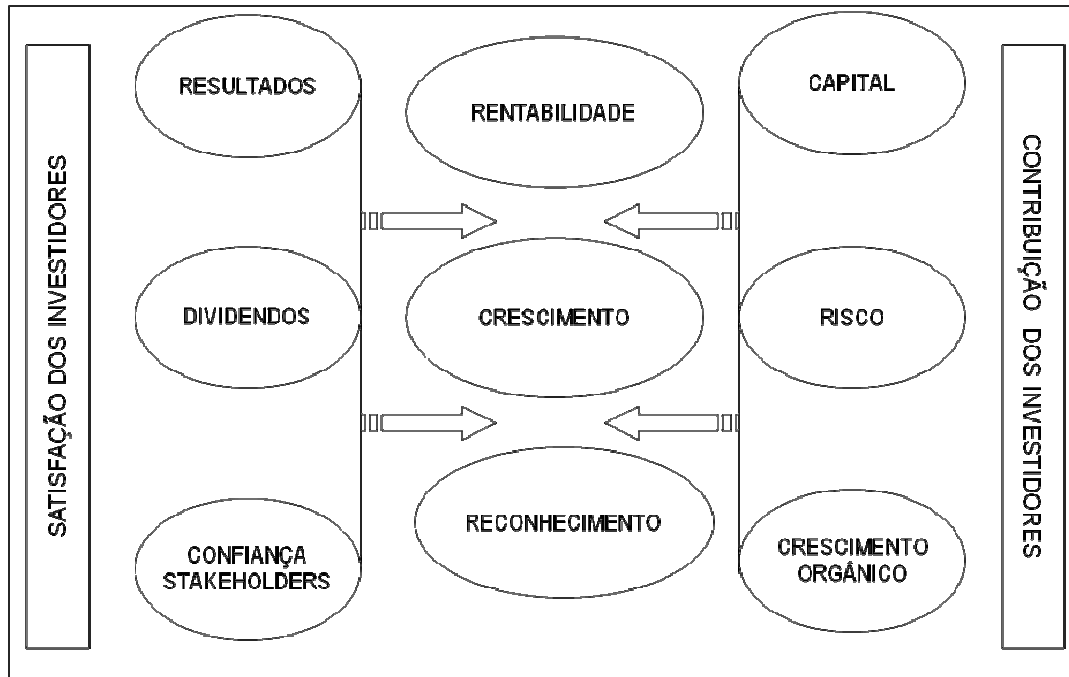 SATISFAÇÃO DOS INVESTIDORES
RESULTADOS
DIVIDENDOS
CONFIANÇA
STAKEHOLDERS
RENTABILIDADE
CRESCIMENTO
RECONHECIMENTO
CAPITAL
RISCO
CRESCIMENTO
ORGÂNICO
CONTRIBUIÇÃO DOS INVESTIDORES